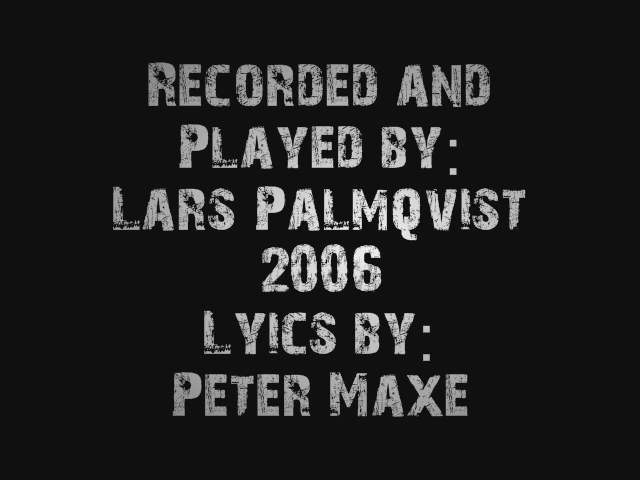 Recorded and
Played by:
Lars Palmqvist
2006
Lyics by:
Peter Maxe